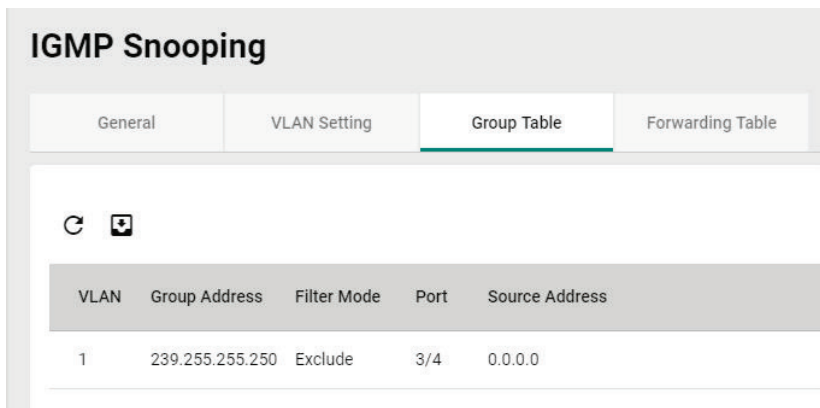 IGMP Snooping
General VLAN Setting Group Table Forwarding Table
VLAN Group Address Filter Mode Port Source Address
1 239.255.255.250 Exclude 3/4 0.0.0.0